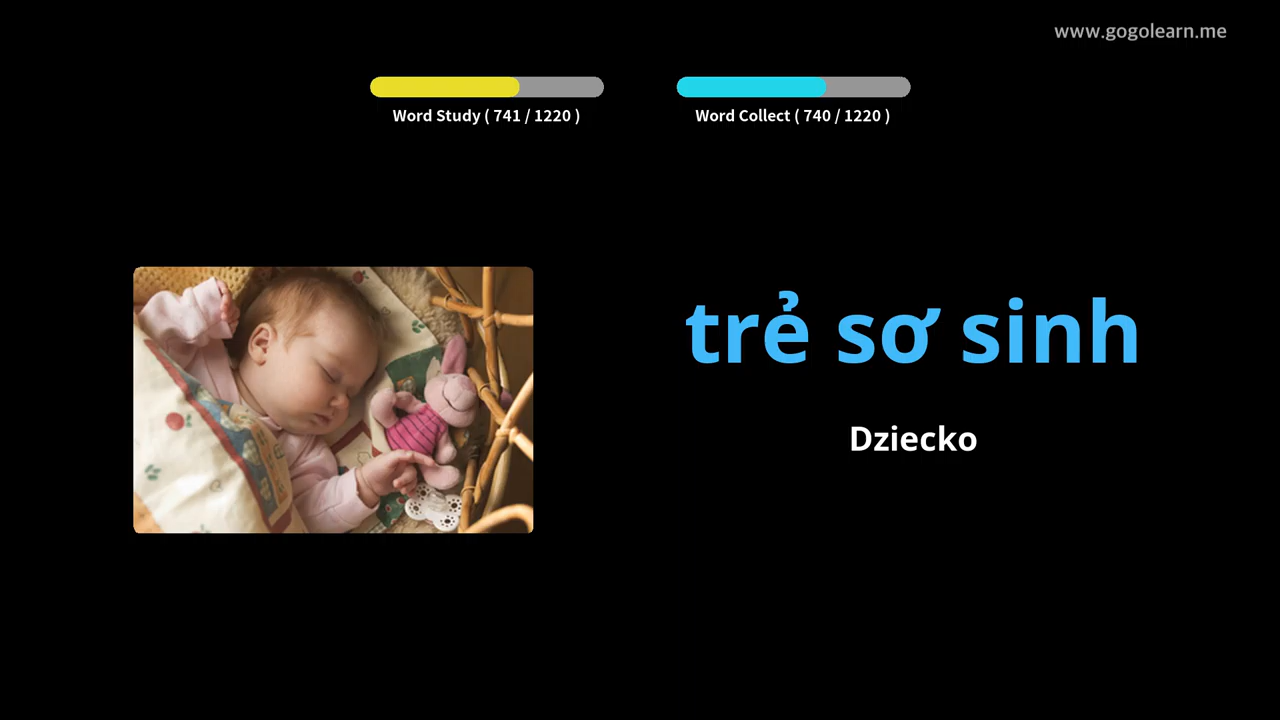 www.gogolearn.me
Word Study ( 741 / 1220 )
Word Collect ( 740 / 1220 )
trẻ sơ sinh
Dziecko